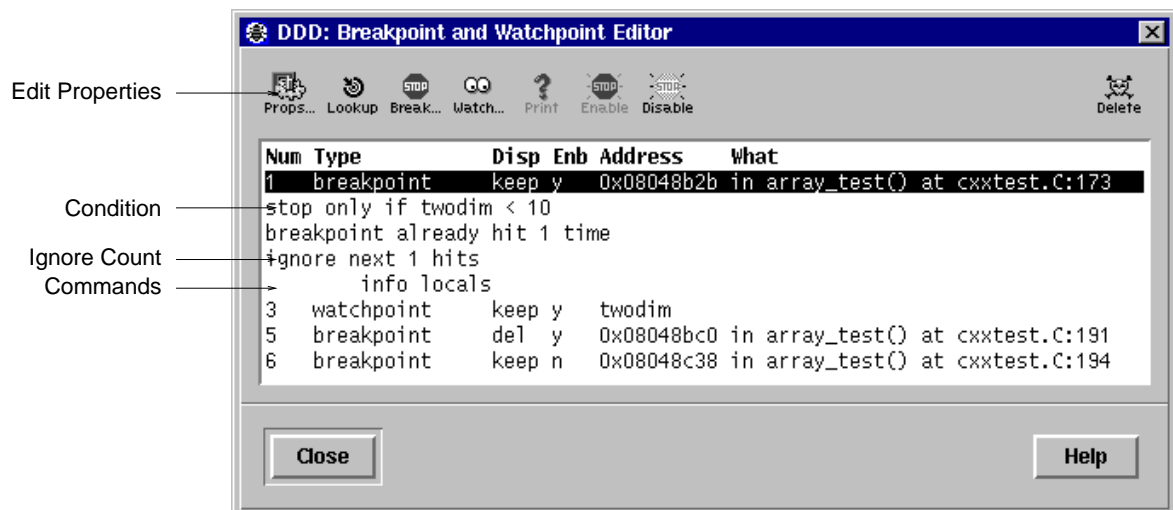 DDD: Breakpoint and Watchpoint Editor
Edit Properties
Props... Lookup Break... Watch... Print Enable Disable Delete
Num Type Disp Enb Address What
1 breakpoint keep y 0x08048b2b in array_test() at cxxtest.C:173
Condition
stop only if twodim < 10
breakpoint already hit 1 time
Ignore Count
ignore next 1 hits
Commands
info locals
3 watchpoint keep y twodim
5 breakpoint del y 0x08048bc0 in array_test() at cxxtest.C:191
6 breakpoint keep n 0x08048c38 in array_test() at cxxtest.C:194
Close Help